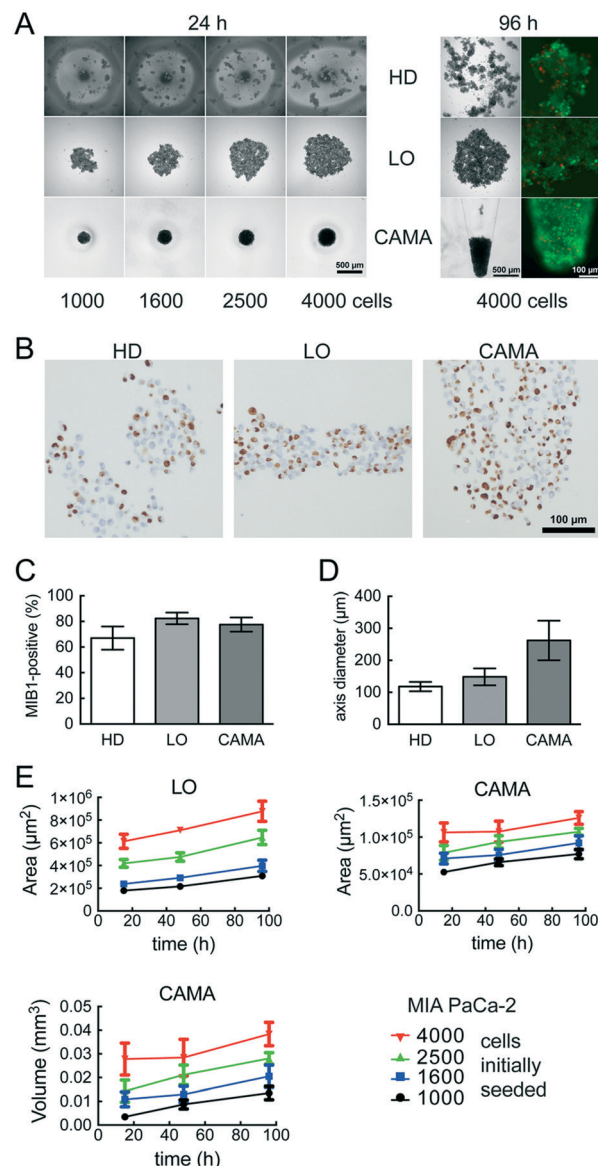 A
24 h
96 h
HD
LO
CAMA
500 µm
500 µm
100 µm
1000 1600 2500 4000 cells
4000 cells
B
HD LO CAMA
100 µm
C
MIB1-positive (%)
100
80
60
40
20
0
HD LO CAMA
D
axis diameter (µm)
400
300
200
100
0
HD LO CAMA
E
LO
Area (µm²)
1×10⁶
8×10⁵
6×10⁵
4×10⁵
2×10⁵
0 20 40 60 80 100
time (h)
CAMA
Area (µm²)
1.5×10⁵
1.0×10⁵
5.0×10⁴
0.0
0 20 40 60 80 100
time (h)
CAMA
Volume (mm³)
0.05
0.04
0.03
0.02
0.01
0.00
0 20 40 60 80 100
time (h)
MIA PaCa-2
4000 cells
2500 initially
1600 seeded
1000